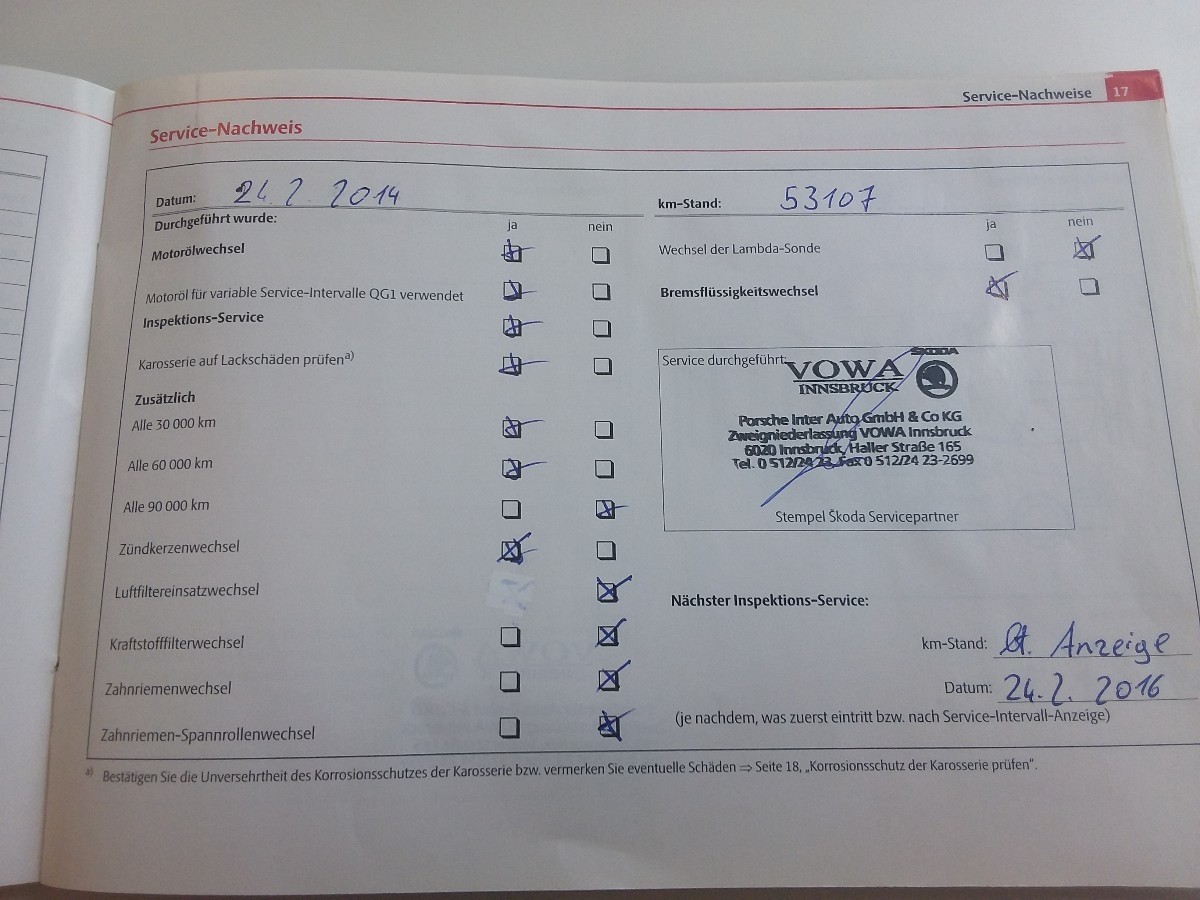 Service-Nachweise 17
Service-Nachweis
Datum: 24. 2. 2014
km-Stand: 53107
Durchgeführt wurde:
ja nein
ja nein
Motorölwechsel
Wechsel der Lambda-Sonde
Motoröl für variable Service-Intervalle QG1 verwendet
Bremsflüssigkeitswechsel
Inspektions-Service
Karosserie auf Lackschäden prüfen a)
Zusätzlich
Alle 30 000 km
Alle 60 000 km
Alle 90 000 km
Zündkerzenwechsel
Luftfiltereinsatzwechsel
Kraftstofffilterwechsel
Zahnriemenwechsel
Zahnriemen-Spannrollenwechsel
Service durchgeführt:
VOWA
INNSBRUCK
SKODA
Porsche Inter Auto GmbH & Co KG
Zweigniederlassung VOWA Innsbruck
6020 Innsbruck, Haller Straße 165
Tel. 0 512/24 23, Fax 0 512/24 23-2699
Stempel Škoda Servicepartner
Nächster Inspektions-Service:
km-Stand: lt. Anzeige
Datum: 24. 2. 2016
(je nachdem, was zuerst eintritt bzw. nach Service-Intervall-Anzeige)
a) Bestätigen Sie die Unversehrtheit des Korrosionsschutzes der Karosserie bzw. vermerken Sie eventuelle Schäden ⇒ Seite 18, „Korrosionsschutz der Karosserie prüfen“.